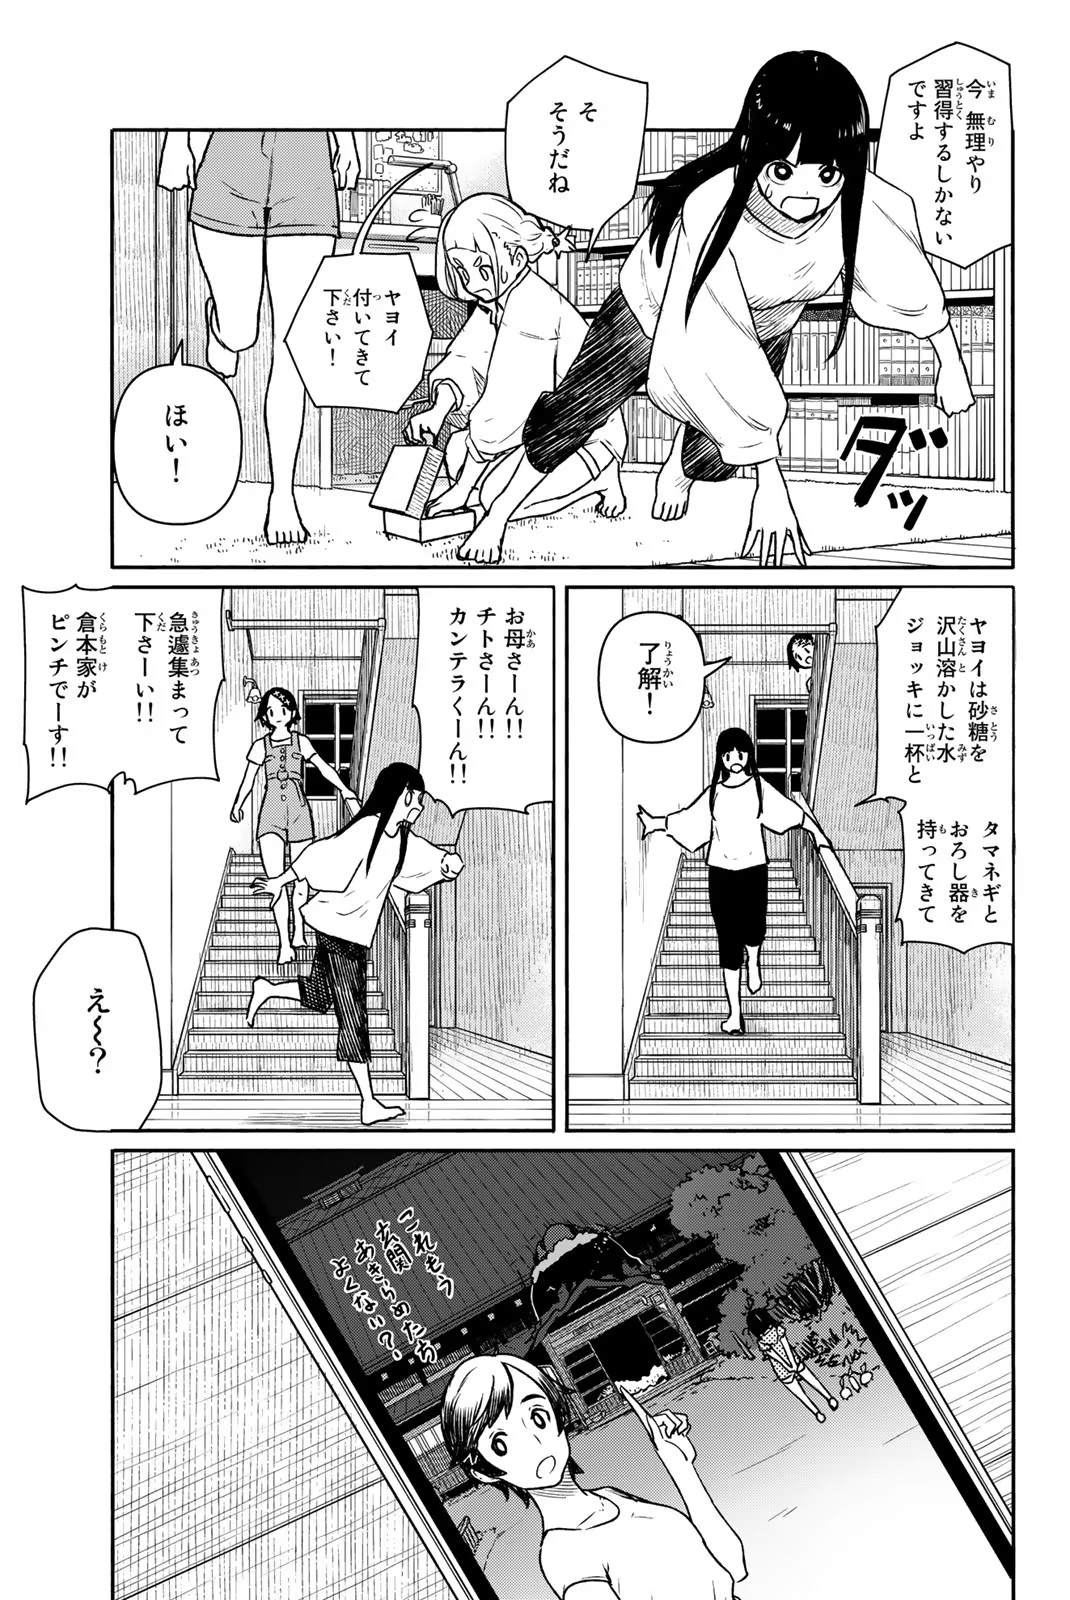 今 無理やり
習得するしかない
ですよ
そ
そうだね
ヤヨイ
付いてきて
下さい!
ほい!
ダッ
ヤヨイは砂糖を
沢山溶かした水
ジョッキに一杯と
タマネギと
おろし器を
持ってきて
了解!
お母さーん!!
チトさーん!!
カンテラくーん!!
急遽集まって
下さーい!!
倉本家が
ピンチでーす!!
え〜?
これもう
玄関
あきらめた方
よくない?